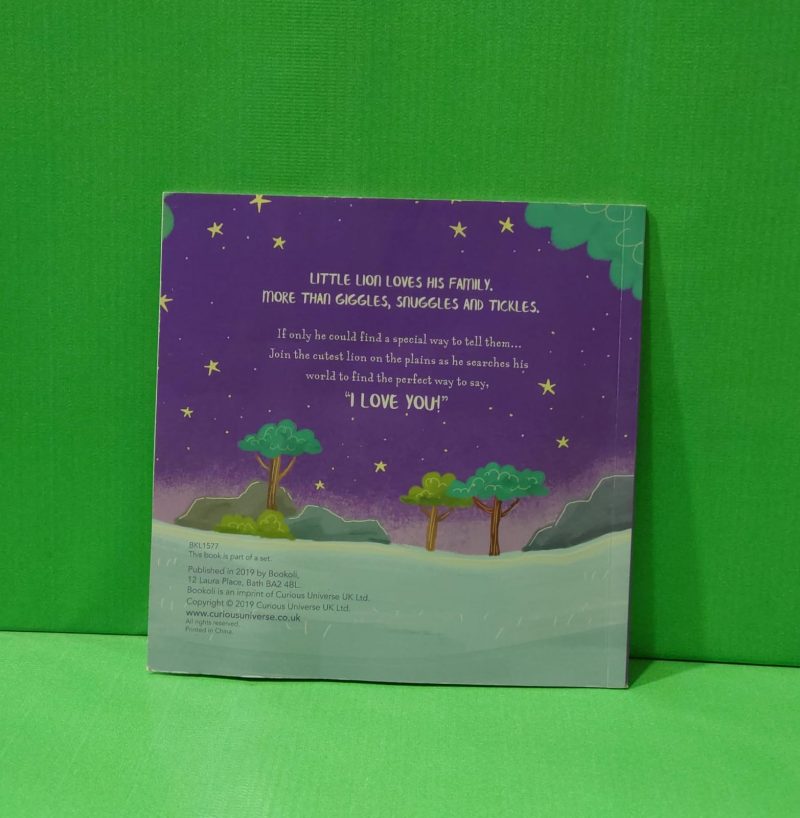 LITTLE LION LOVES HIS FAMILY.
MORE THAN GIGGLES, SNUGGLES AND TICKLES.
If only he could find a special way to tell them...
Join the cutest lion on the plains as he searches his
world to find the perfect way to say,
“I LOVE YOU!”
BKL1577
This book is part of a set.
Published in 2019 by Bookoli,
12 Laura Place, Bath BA2 4BL.
Bookoli is an imprint of Curious Universe UK Ltd.
Copyright © 2019 Curious Universe UK Ltd.
www.curiousuniverse.co.uk
All rights reserved.
Printed in China.